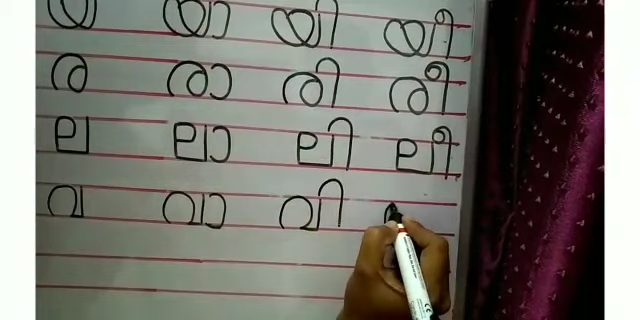 യ യാ യി യീ
ര രാ രി രീ
ല ലാ ലി ലീ
വ വാ വി